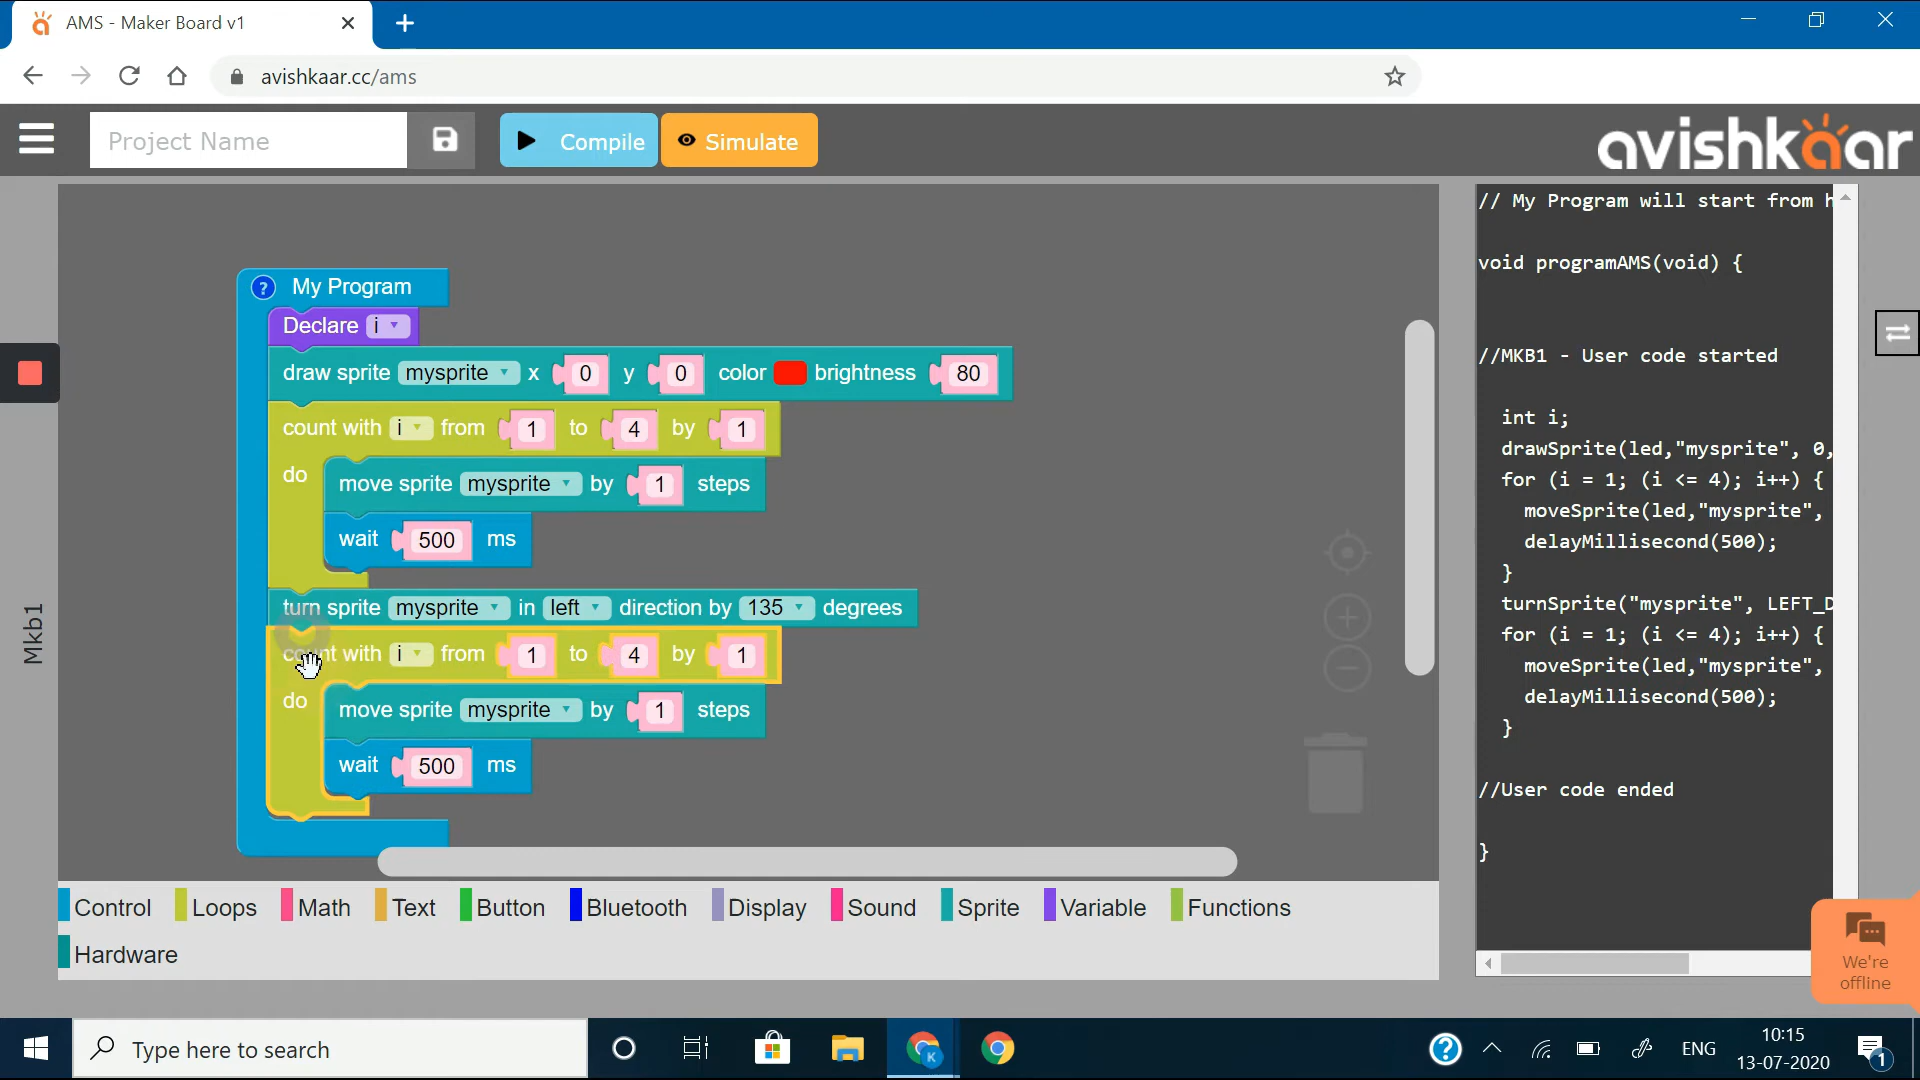 AMS - Maker Board v1
avishkaar.cc/ams
Project Name
Compile
Simulate
avishkaar
My Program
Declare i
draw sprite mysprite x 0 y 0 color brightness 80
count with i from 1 to 4 by 1
do
move sprite mysprite by 1 steps
wait 500 ms
turn sprite mysprite in left direction by 135 degrees
count with i from 1 to 4 by 1
do
move sprite mysprite by 1 steps
wait 500 ms
Mkb1
// My Program will start from h
void programAMS(void) {
//MKB1 - User code started
int i;
drawSprite(led,"mysprite", 0,
for (i = 1; (i <= 4); i++) {
moveSprite(led,"mysprite",
delayMillisecond(500);
}
turnSprite("mysprite", LEFT_D
for (i = 1; (i <= 4); i++) {
moveSprite(led,"mysprite",
delayMillisecond(500);
}
//User code ended
}
Control Loops Math Text Button Bluetooth Display Sound Sprite Variable Functions
Hardware
We're
offline
Type here to search
K
ENG
10:15
13-07-2020
1